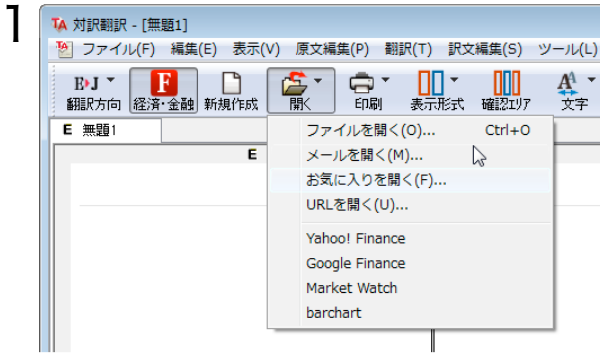 1
TA 対訳翻訳 - [無題1]
ファイル(F) 編集(E) 表示(V) 原文編集(P) 翻訳(T) 訳文編集(S) ツール(L)
E›J F A A
翻訳方向 経済・金融 新規作成 開く 印刷 表示形式 確認エリア 文字
E 無題1
E
ファイルを開く(O)... Ctrl+O
メールを開く(M)...
お気に入りを開く(F)...
URLを開く(U)...
Yahoo! Finance
Google Finance
Market Watch
barchart